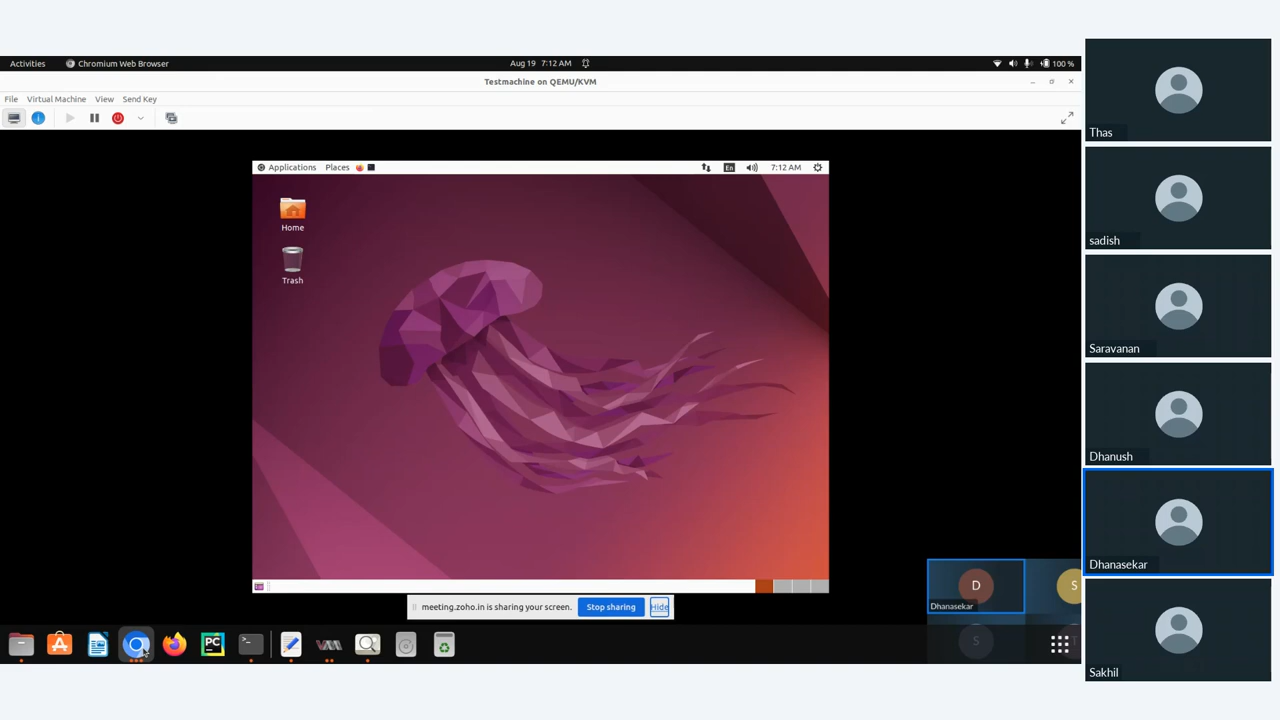 Activities
Chromium Web Browser
Aug 19 7:12 AM
100 %
Testmachine on QEMU/KVM
File Virtual Machine View Send Key
Applications Places
En
7:12 AM
Home
Trash
meeting.zoho.in is sharing your screen.
Stop sharing
Hide
D
Dhanasekar
S
S
PC
Thas
sadish
Saravanan
Dhanush
Dhanasekar
Sakhil